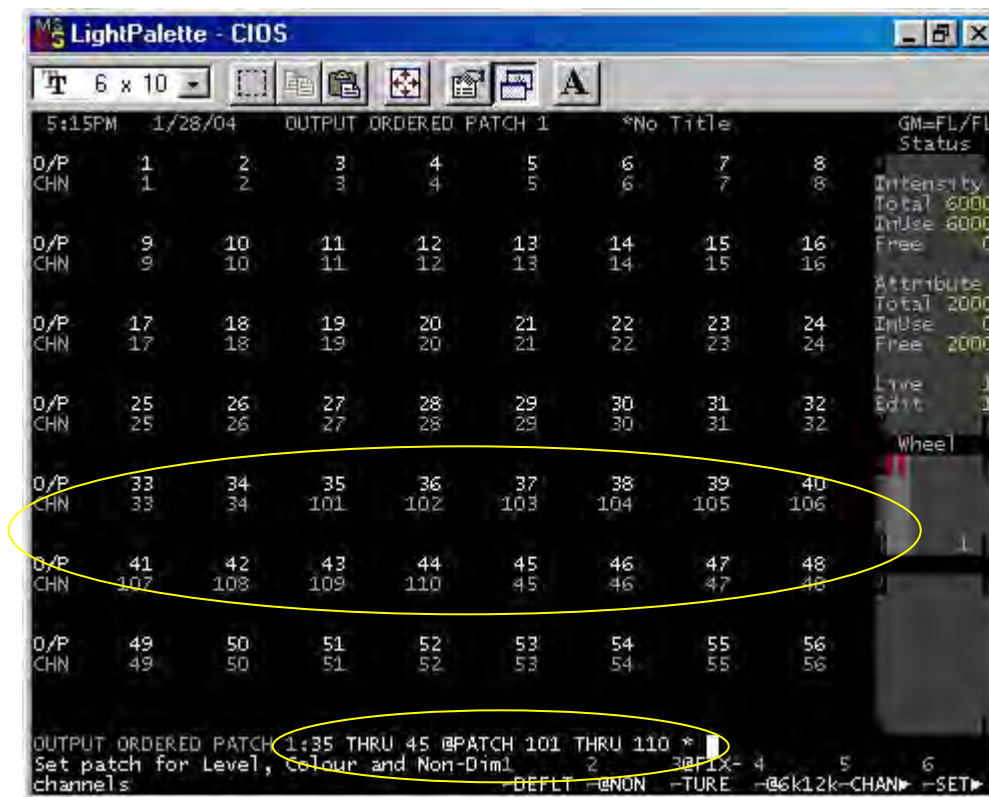 LightPalette - CIOS
6 x 10
5:15PM 1/28/04 OUTPUT ORDERED PATCH 1 *No Title GM=FL/FL
Status
O/P 1 2 3 4 5 6 7 8
CHN 1 2 3 4 5 6 7 8
Intensity
Total 6000
InUse 6000
Free 0
O/P 9 10 11 12 13 14 15 16
CHN 9 10 11 12 13 14 15 16
Attribute
Total 2000
InUse 0
Free 2000
O/P 17 18 19 20 21 22 23 24
CHN 17 18 19 20 21 22 23 24
Live 1
Edit 1
O/P 25 26 27 28 29 30 31 32
CHN 25 26 27 28 29 30 31 32
Wheel
O/P 33 34 35 36 37 38 39 40
CHN 33 34 101 102 103 104 105 106
1
O/P 41 42 43 44 45 46 47 48
CHN 107 108 109 110 45 46 47 48
O/P 49 50 51 52 53 54 55 56
CHN 49 50 51 52 53 54 55 56
OUTPUT ORDERED PATCH 1:35 THRU 45 @PATCH 101 THRU 110 *
Set patch for Level, Colour and Non-Dim1 2 3@FIX- 4 5 6
channels -DEFLT -@NON -TURE -@6k12k-CHAN► -SET►